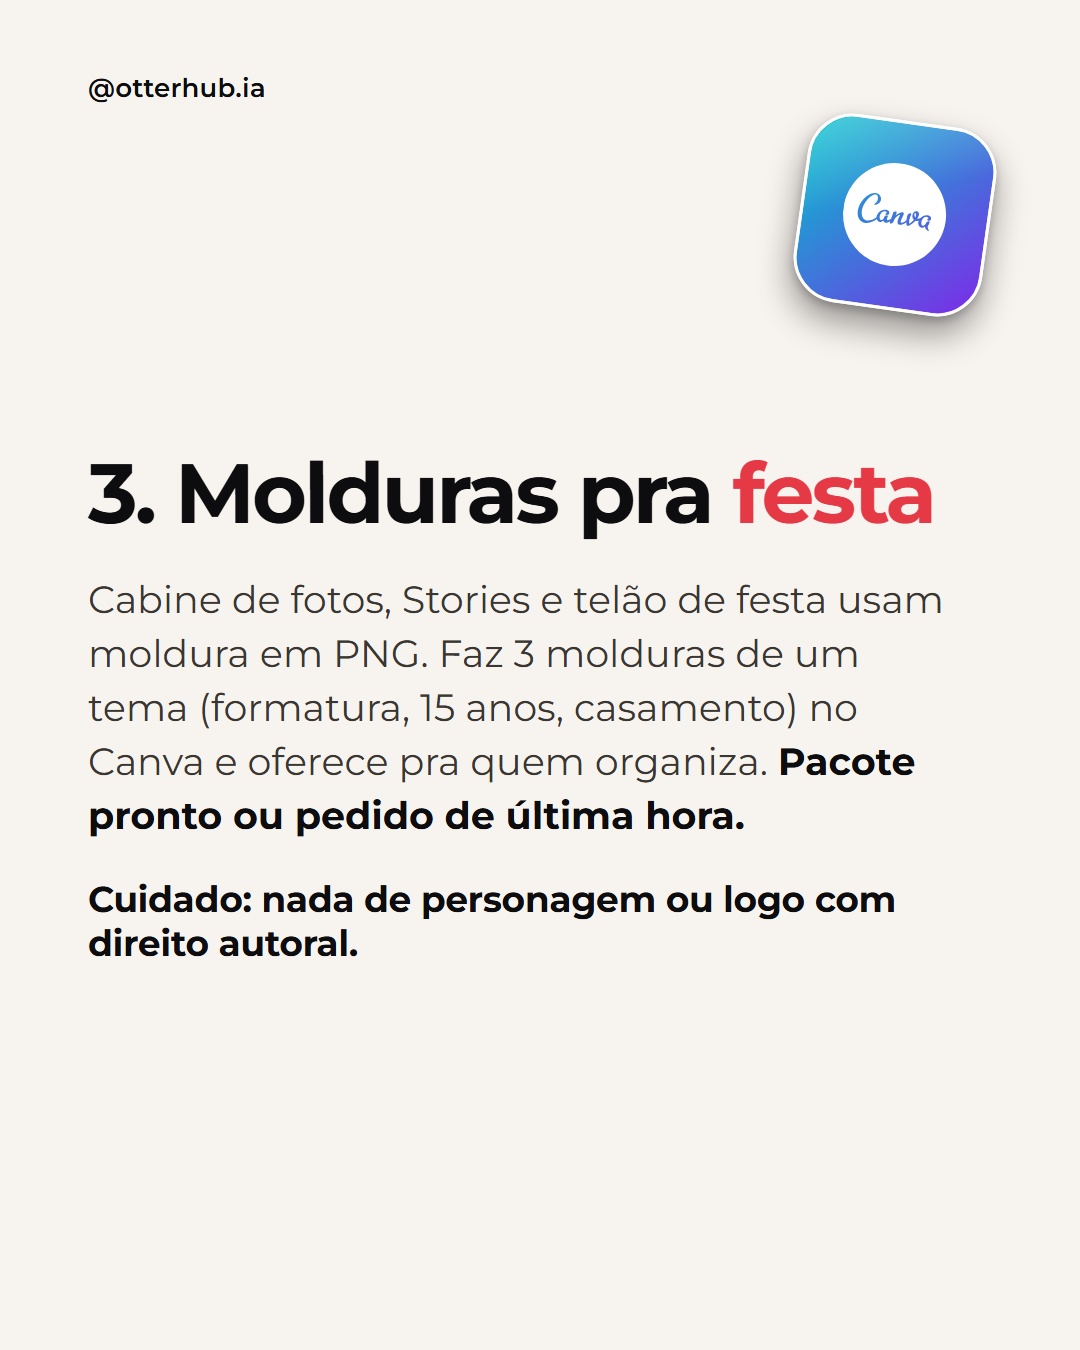 @otterhub.ia
Canva
3. Molduras pra festa
Cabine de fotos, Stories e telão de festa usam
moldura em PNG. Faz 3 molduras de um
tema (formatura, 15 anos, casamento) no
Canva e oferece pra quem organiza. Pacote
pronto ou pedido de última hora.
Cuidado: nada de personagem ou logo com
direito autoral.